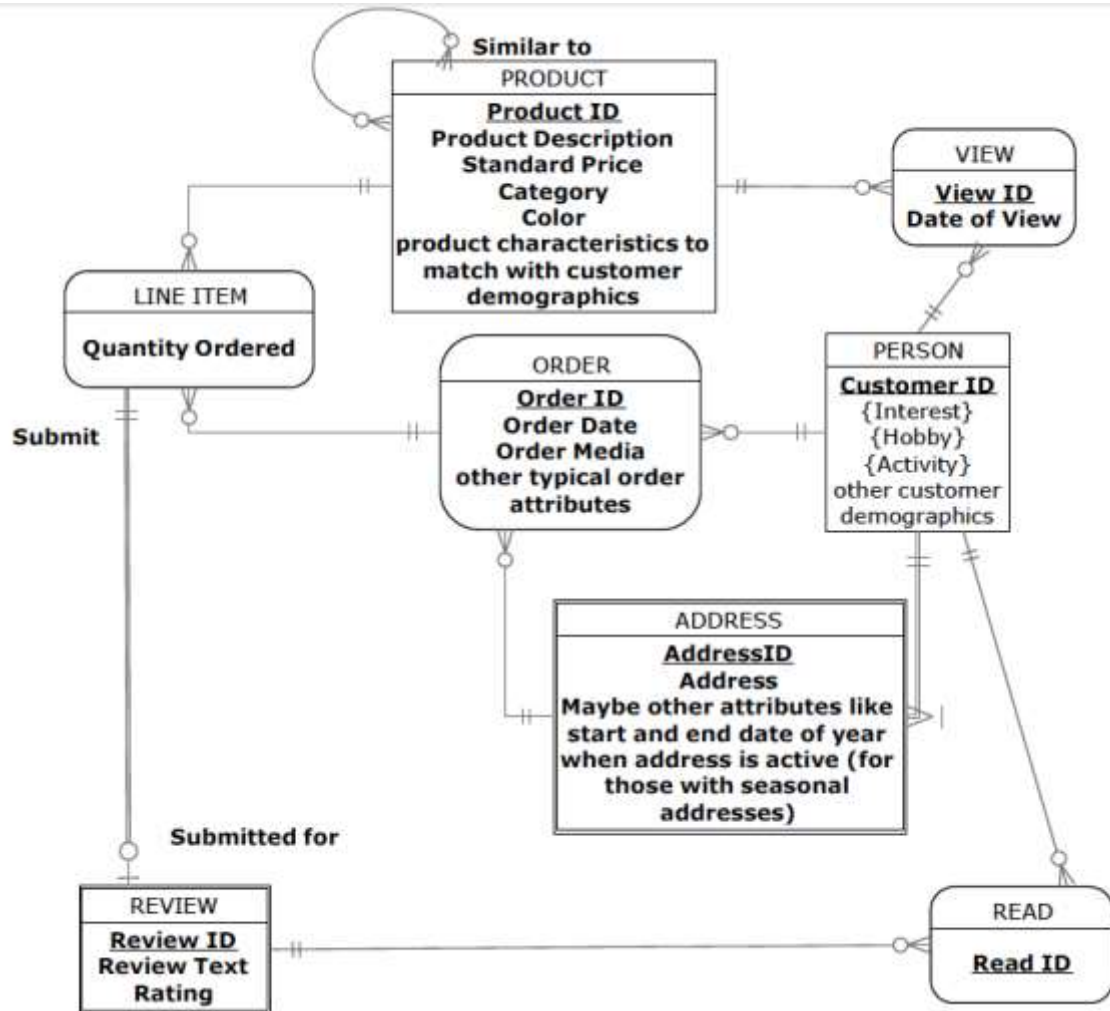 Similar to
PRODUCT
Product ID
Product Description
Standard Price
Category
Color
product characteristics to
match with customer
demographics
VIEW
View ID
Date of View
LINE ITEM
Quantity Ordered
Submit
ORDER
Order ID
Order Date
Order Media
other typical order
attributes
PERSON
Customer ID
{Interest}
{Hobby}
{Activity}
other customer
demographics
ADDRESS
AddressID
Address
Maybe other attributes like
start and end date of year
when address is active (for
those with seasonal
addresses)
Submitted for
REVIEW
Review ID
Review Text
Rating
READ
Read ID